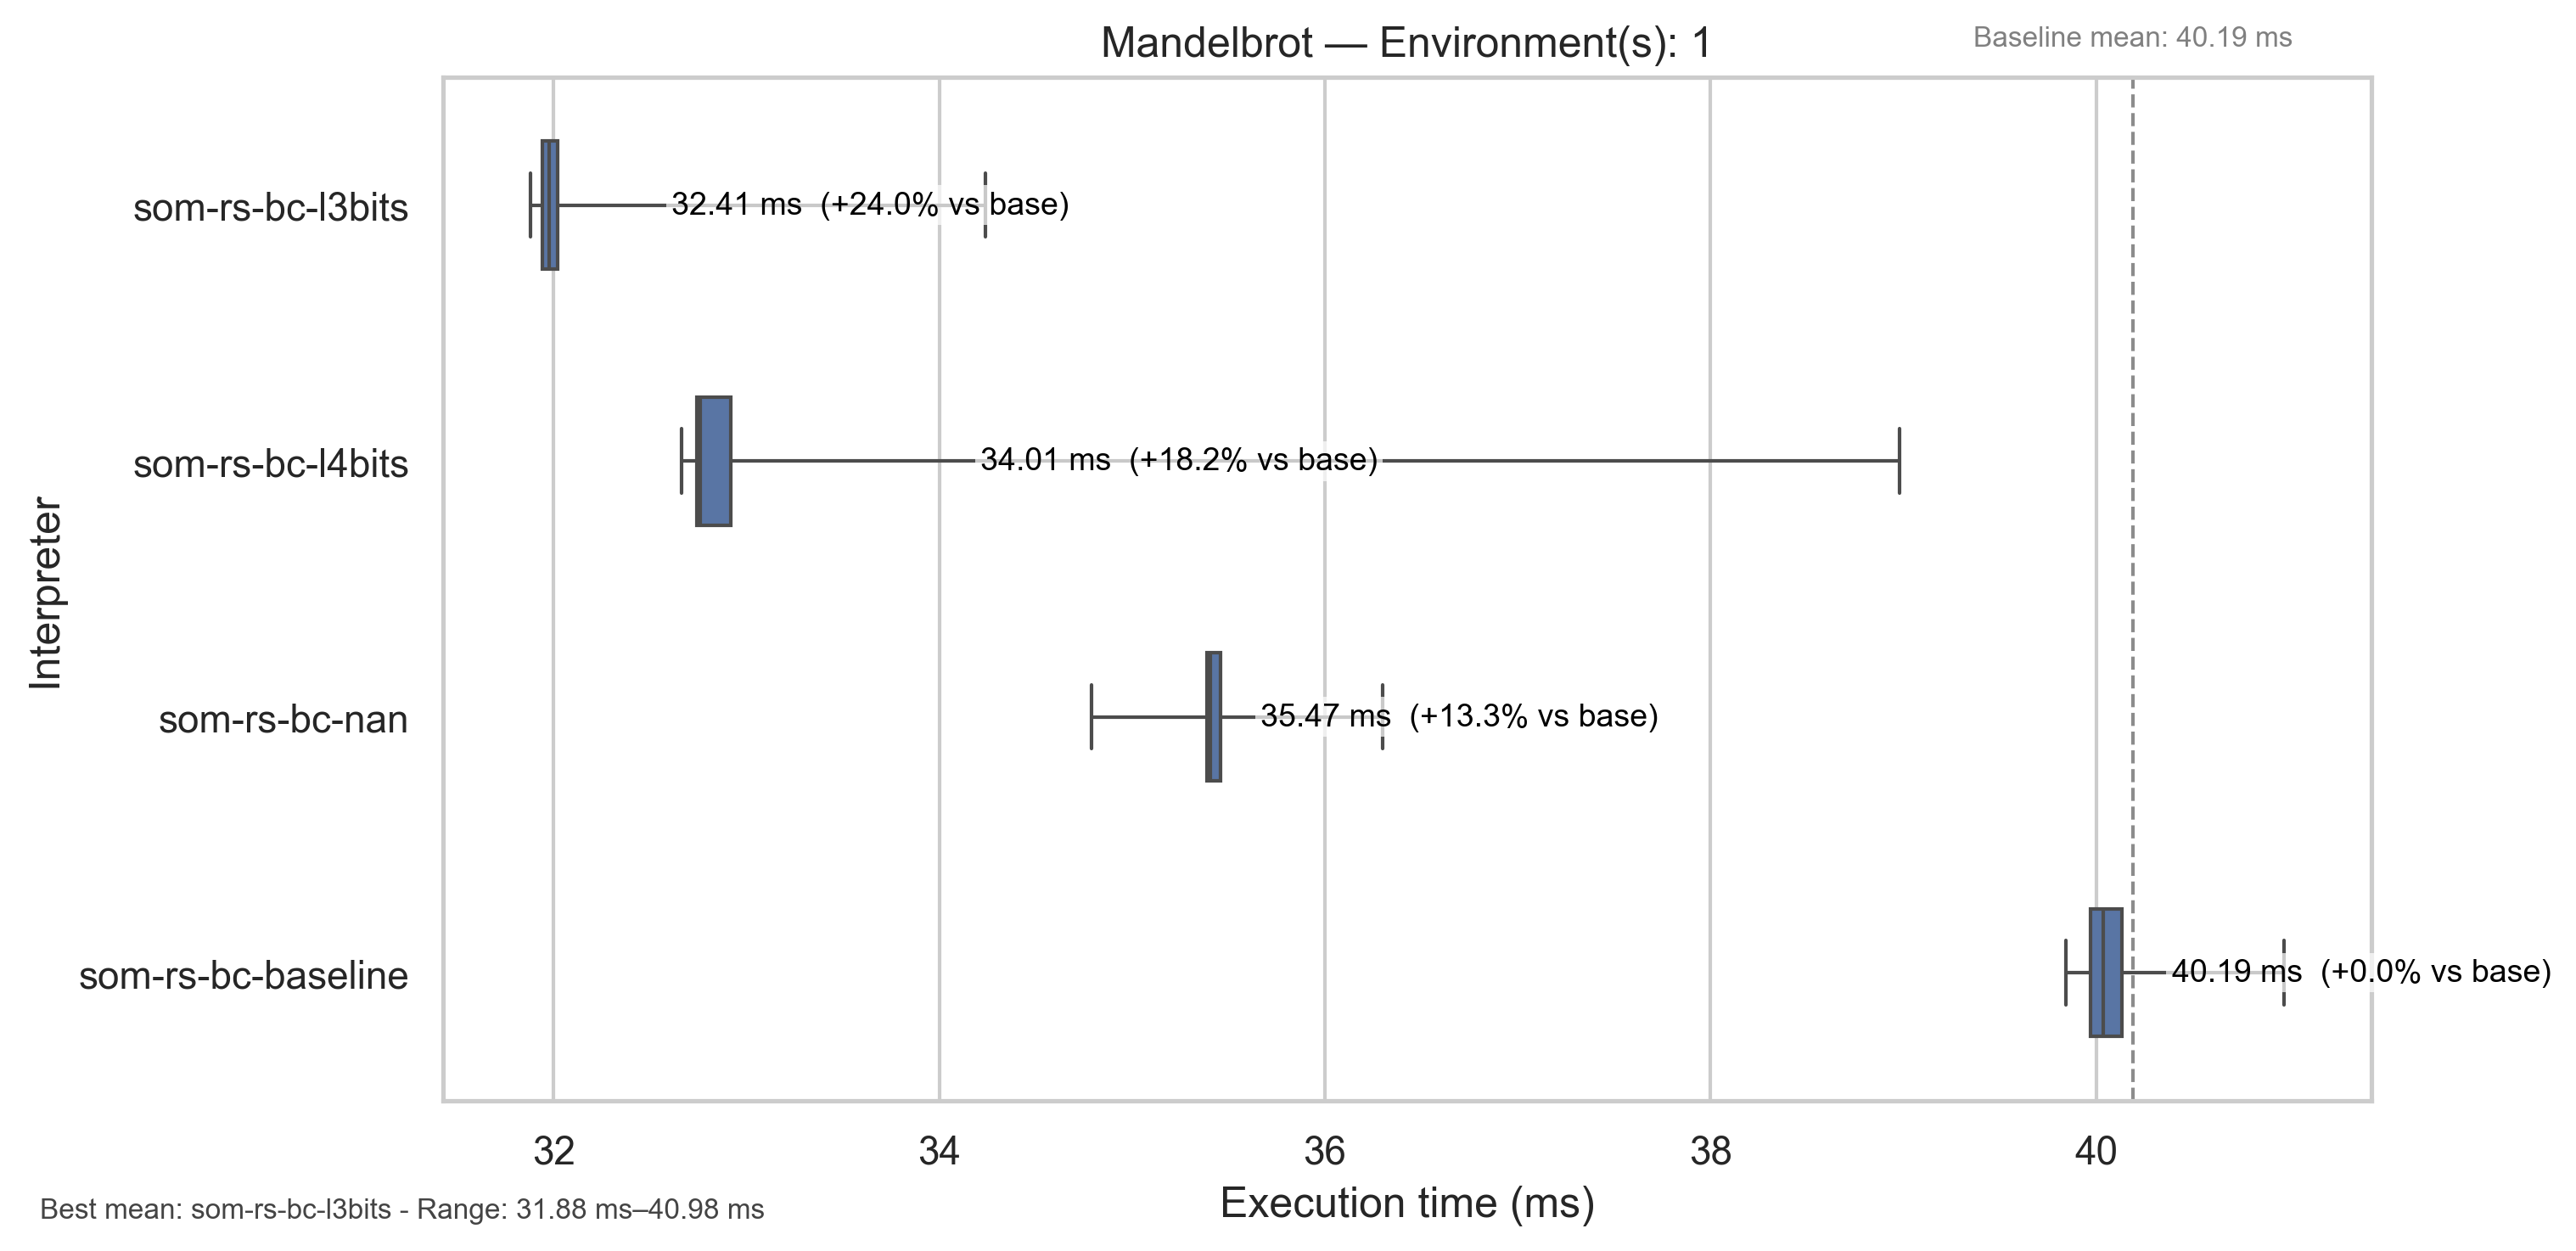 Mandelbrot — Environment(s): 1
Baseline mean: 40.19 ms
som-rs-bc-l3bits
32.41 ms (+24.0% vs base)
som-rs-bc-l4bits
34.01 ms (+18.2% vs base)
Interpreter
som-rs-bc-nan
35.47 ms (+13.3% vs base)
som-rs-bc-baseline
40.19 ms (+0.0% vs base)
32 34 36 38 40
Execution time (ms)
Best mean: som-rs-bc-l3bits - Range: 31.88 ms–40.98 ms